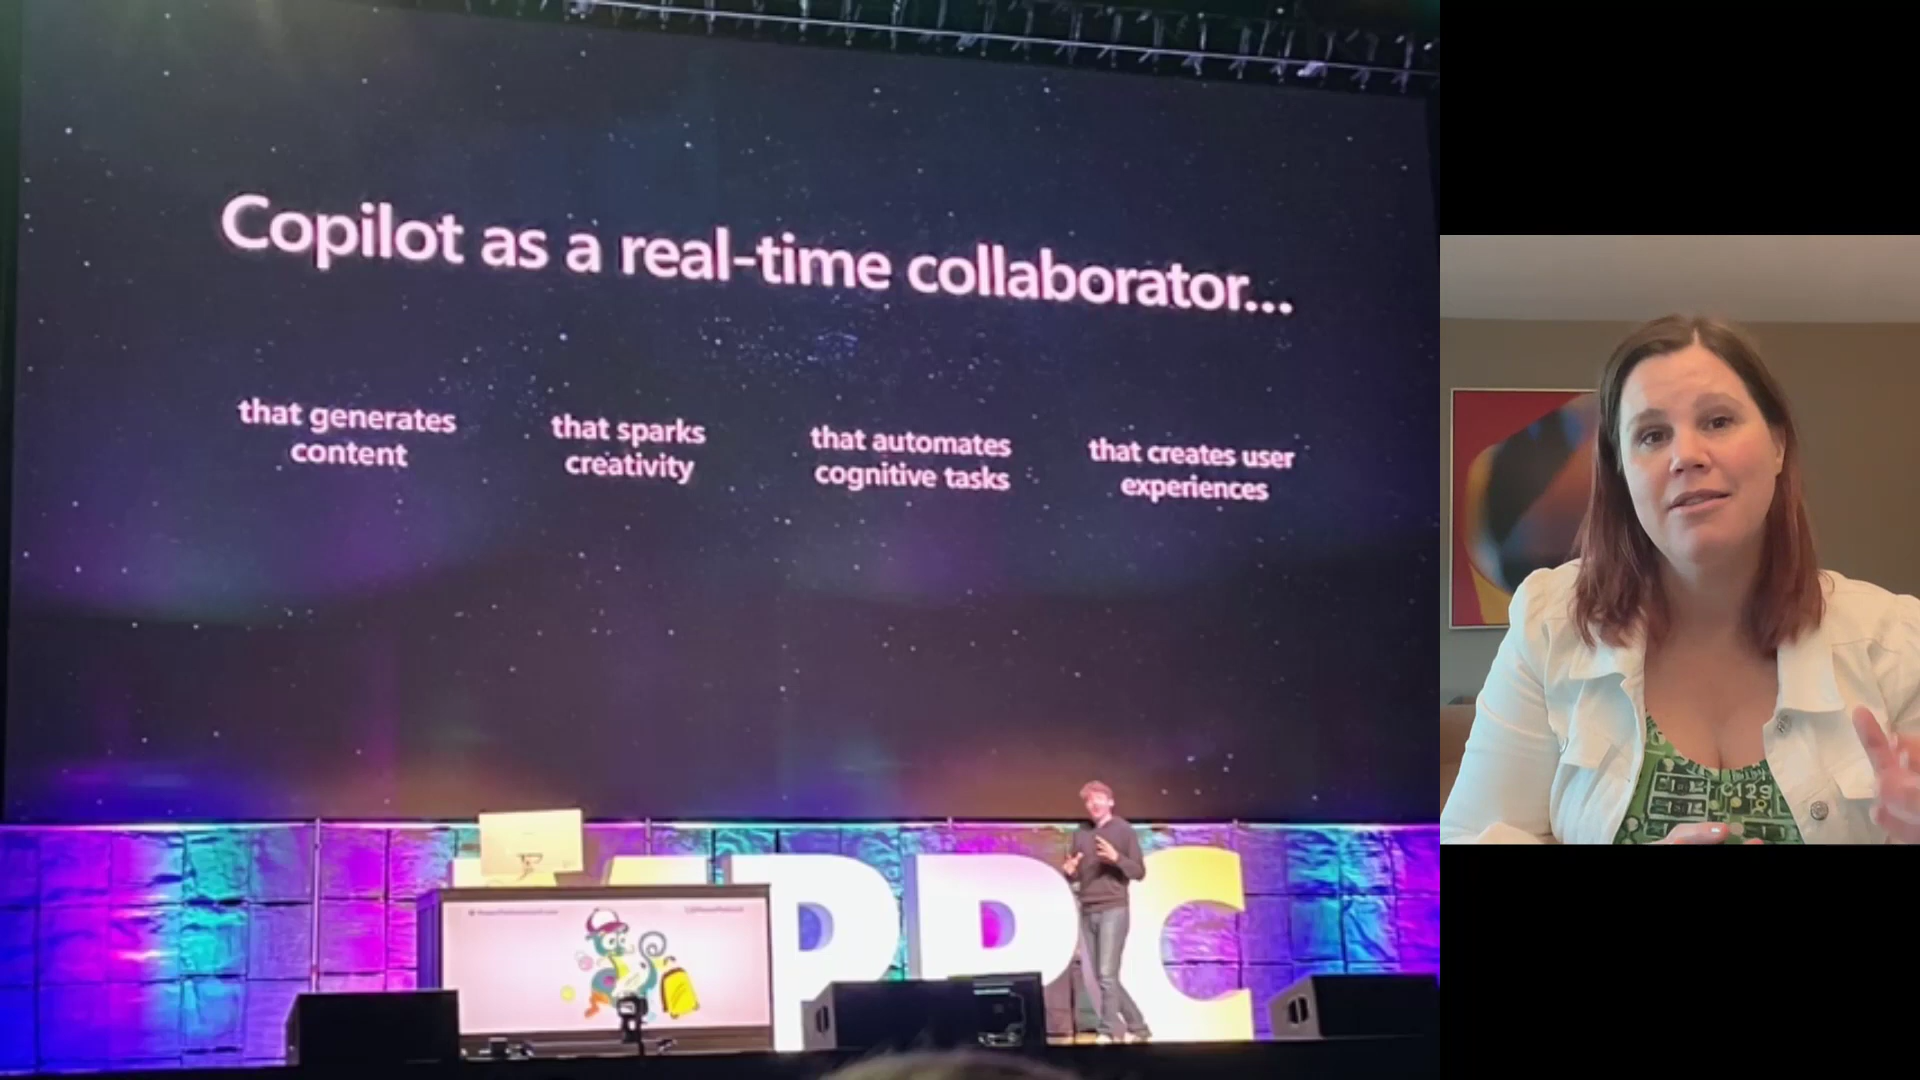 Copilot as a real-time collaborator...
that generates
content
that sparks
creativity
that automates
cognitive tasks
that creates user
experiences
PPC
C129